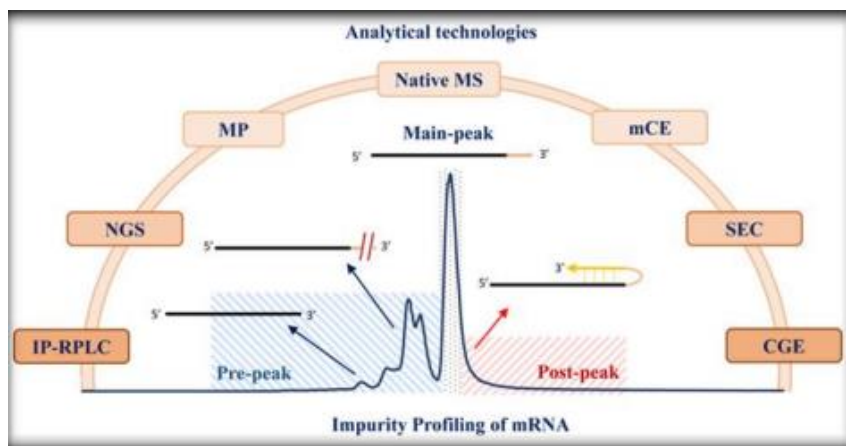 Analytical technologies
Native MS
MP
mCE
Main-peak
5’ 3’
NGS
SEC
5’ 3’
3’
5’
5’ 3’
IP-RPLC
CGE
Pre-peak
Post-peak
Impurity Profiling of mRNA